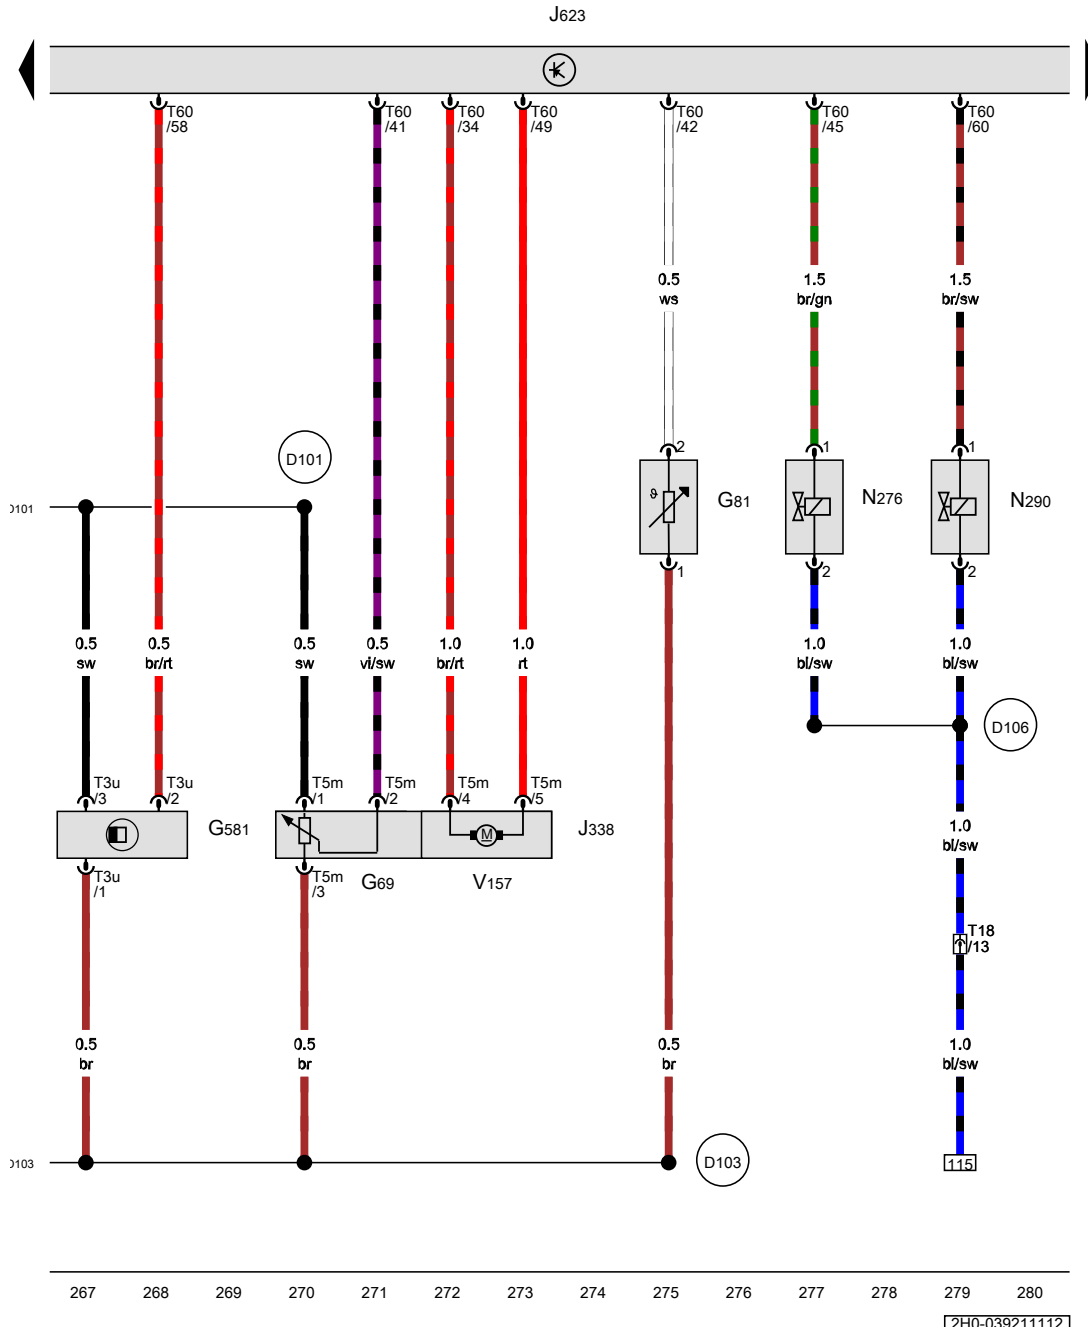 J623
T60 T60 T60 T60 T60 T60 T60
/58 /41 /34 /49 /42 /45 /60
0.5 1.5 1.5
ws br/gn br/sw
2 1 1
D101
G81 N276 N290
D101
1 2 2
0.5 0.5 0.5 0.5 1.0 1.0 1.0 1.0
sw br/rt sw vi/sw br/rt rt bl/sw bl/sw
D106
T3u T3u T5m T5m T5m T5m
/3 /2 /1 /2 /4 /5
G581 M J338
1.0
bl/sw
T3u T5m G69 V157
/1 /3
T18
/13
0.5 0.5 0.5 1.0
br br br bl/sw
D103 D103 115
267 268 269 270 271 272 273 274 275 276 277 278 279 280
2H0-039211112